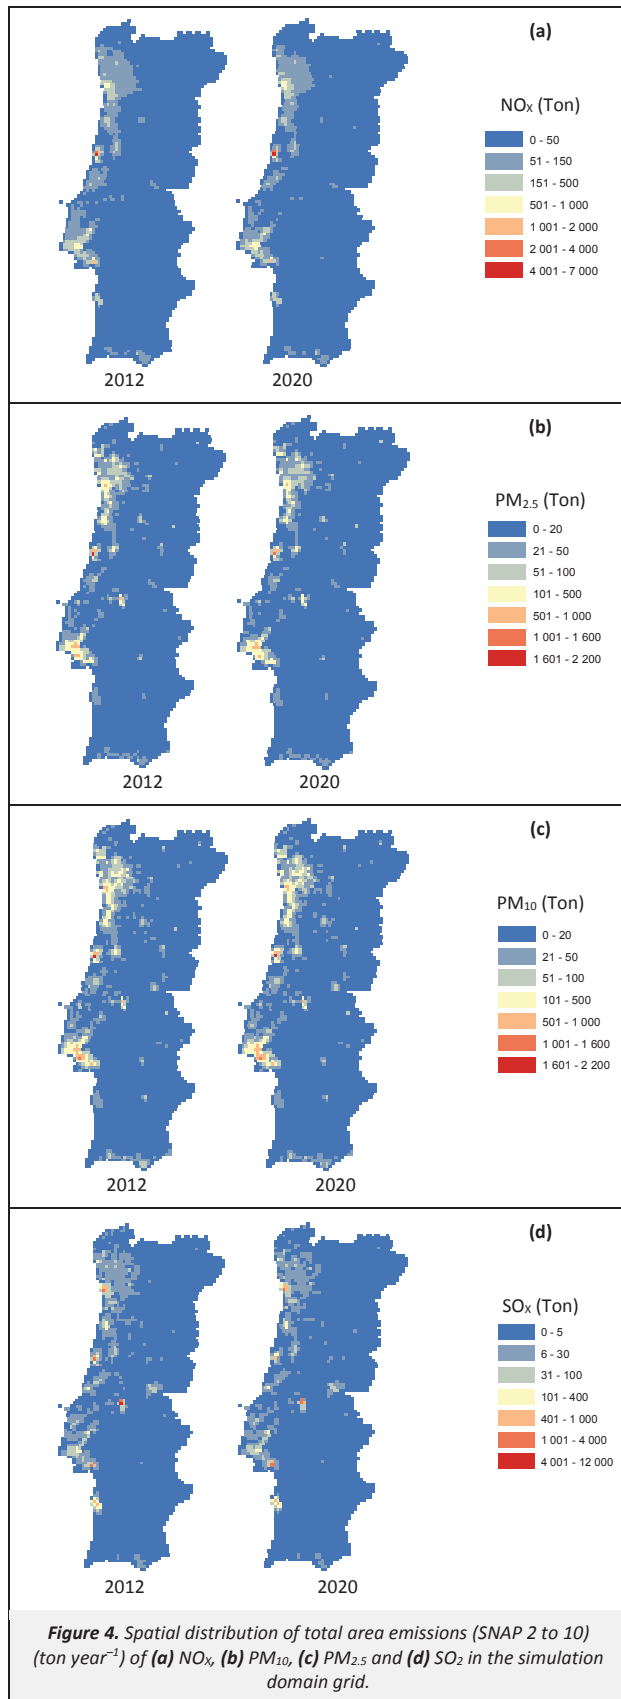 (a)
NOX (Ton)
0 - 50
51 - 150
151 - 500
501 - 1 000
1 001 - 2 000
2 001 - 4 000
4 001 - 7 000
2012
2020
(b)
PM2.5 (Ton)
0 - 20
21 - 50
51 - 100
101 - 500
501 - 1 000
1 001 - 1 600
1 601 - 2 200
2012
2020
(c)
PM10 (Ton)
0 - 20
21 - 50
51 - 100
101 - 500
501 - 1 000
1 001 - 1 600
1 601 - 2 200
2012
2020
(d)
SOX (Ton)
0 - 5
6 - 30
31 - 100
101 - 400
401 - 1 000
1 001 - 4 000
4 001 - 12 000
2012
2020
Figure 4. Spatial distribution of total area emissions (SNAP 2 to 10)
(ton year−1) of (a) NOX, (b) PM10, (c) PM2.5 and (d) SO2 in the simulation
domain grid.